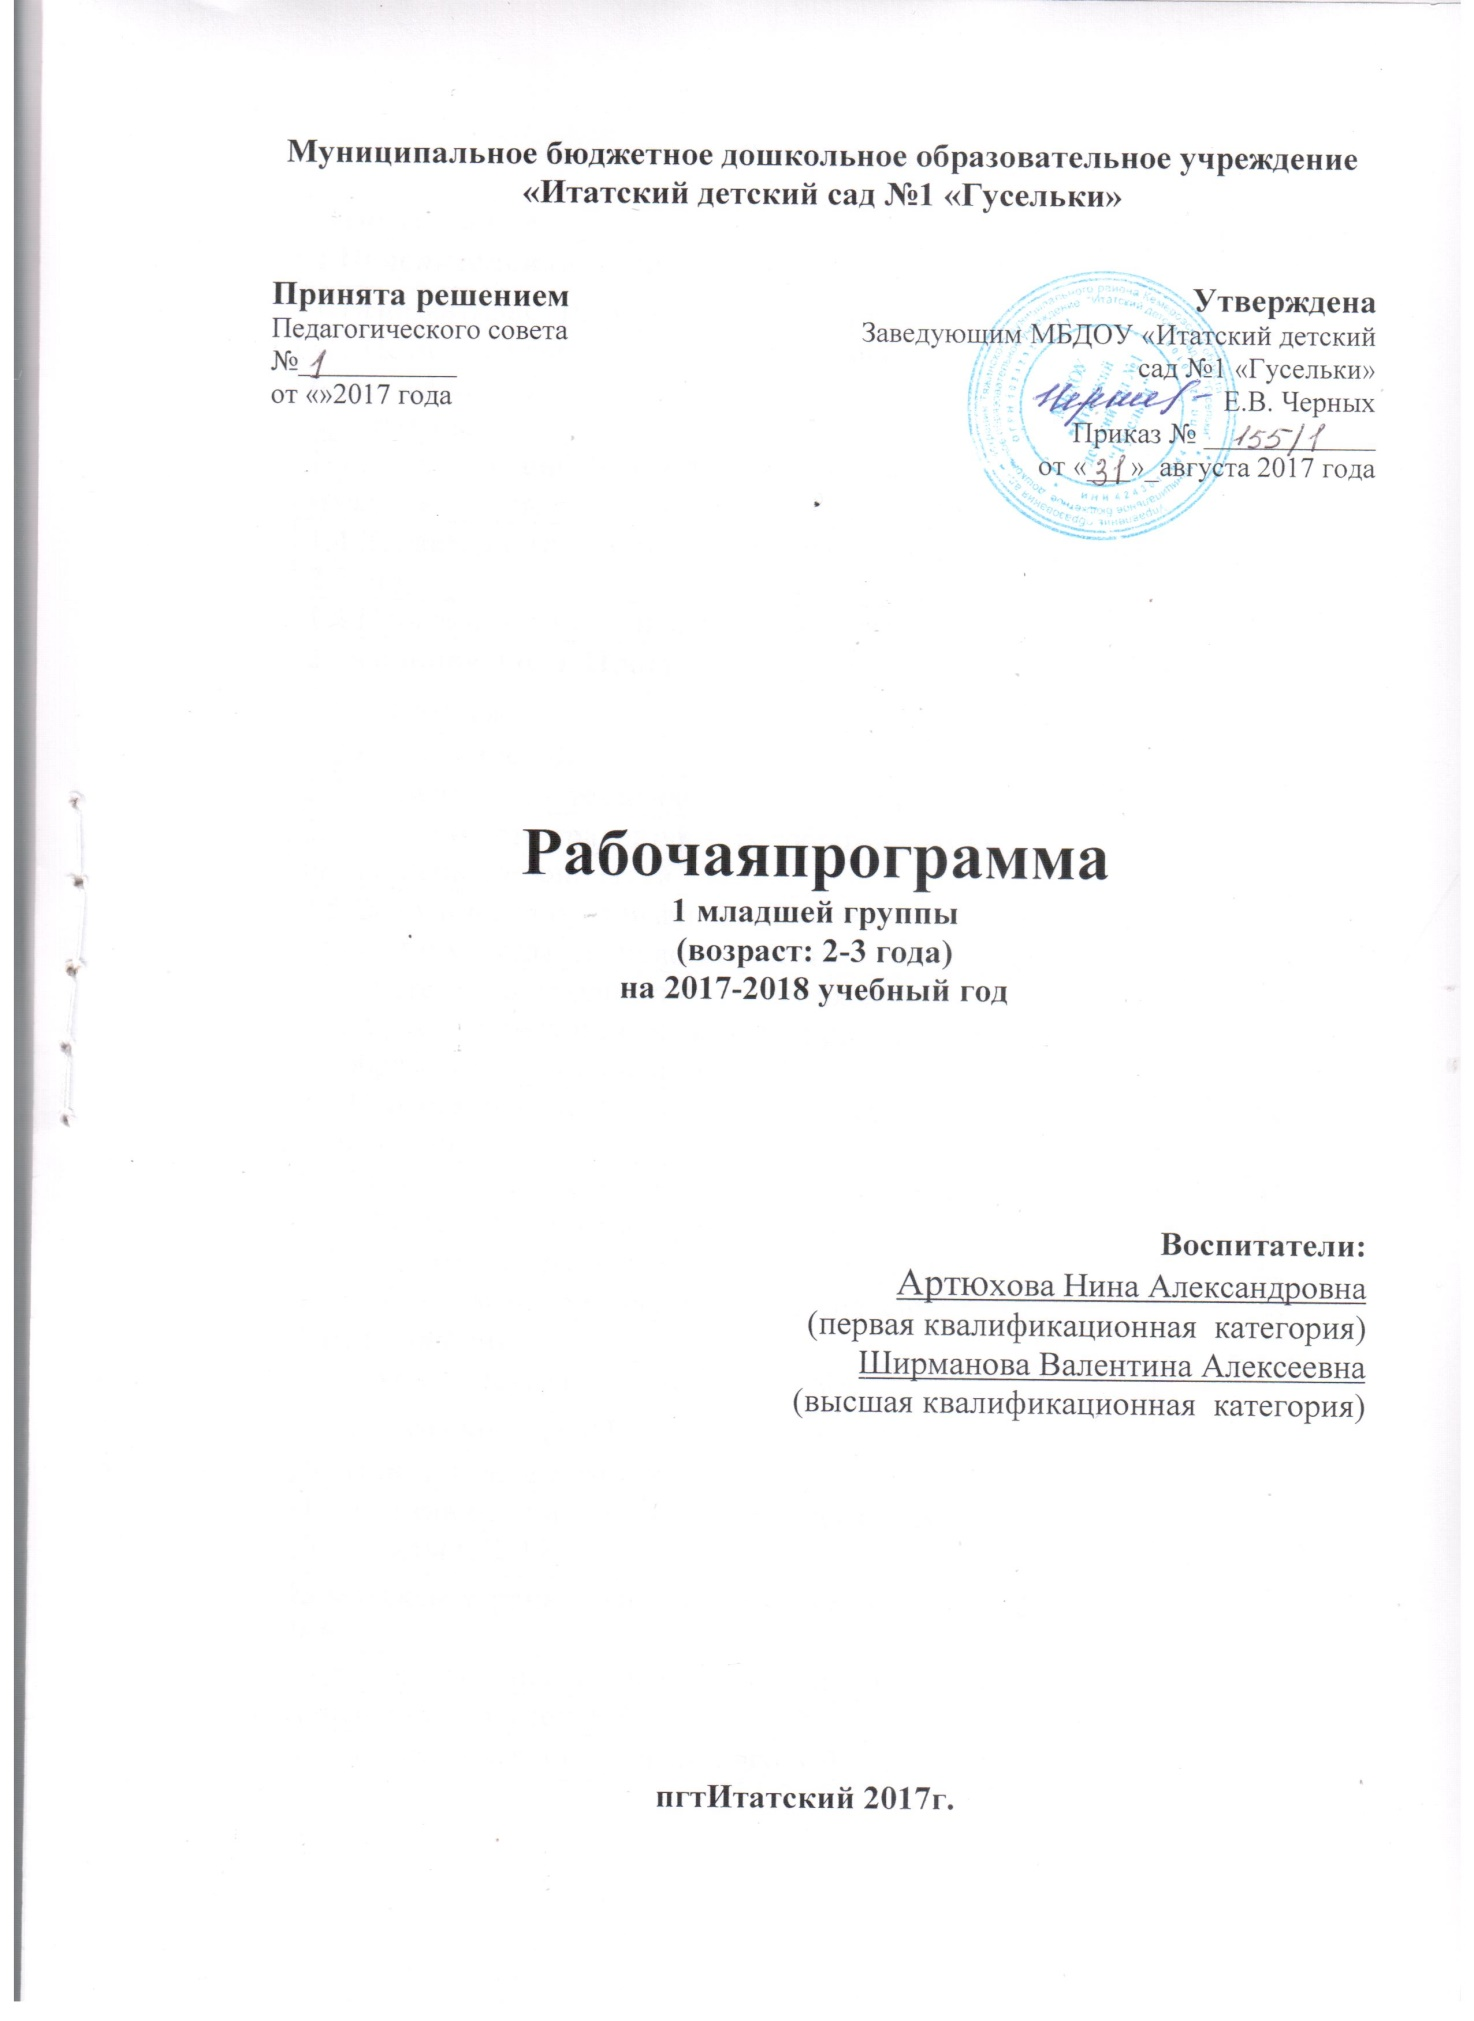 Муниципальное бюджетное дошкольное образовательное учреждение
«Итатский детский сад №1 «Гусельки»
Принята решением
Педагогического совета
№ 1
от «»2017 года
Утверждена
Заведующим МБДОУ «Итатский детский
сад №1 «Гусельки»
Е.В. Черных
Приказ № 155/1
от «31» _августа 2017 года
Рабочаяпрограмма
1 младшей группы
(возраст: 2-3 года)
на 2017-2018 учебный год
Воспитатели:
Артюхова Нина Александровна
(первая квалификационная категория)
Ширманова Валентина Алексеевна
(высшая квалификационная категория)
пгтИтатский 2017г.